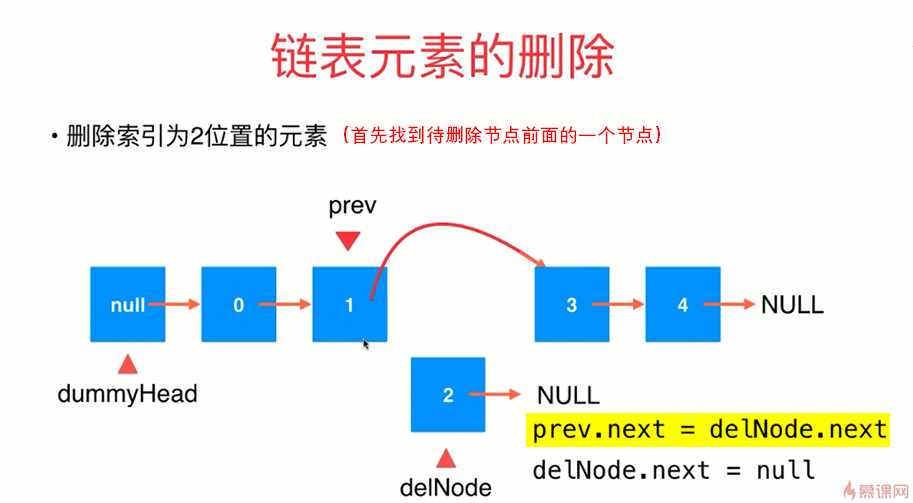 链表元素的删除
• 删除索引为2位置的元素 (首先找到待删除节点前面的一个节点)
prev
null 0 1 3 4 NULL
dummyHead
2 NULL
prev.next = delNode.next
delNode.next = null
delNode
慕课网